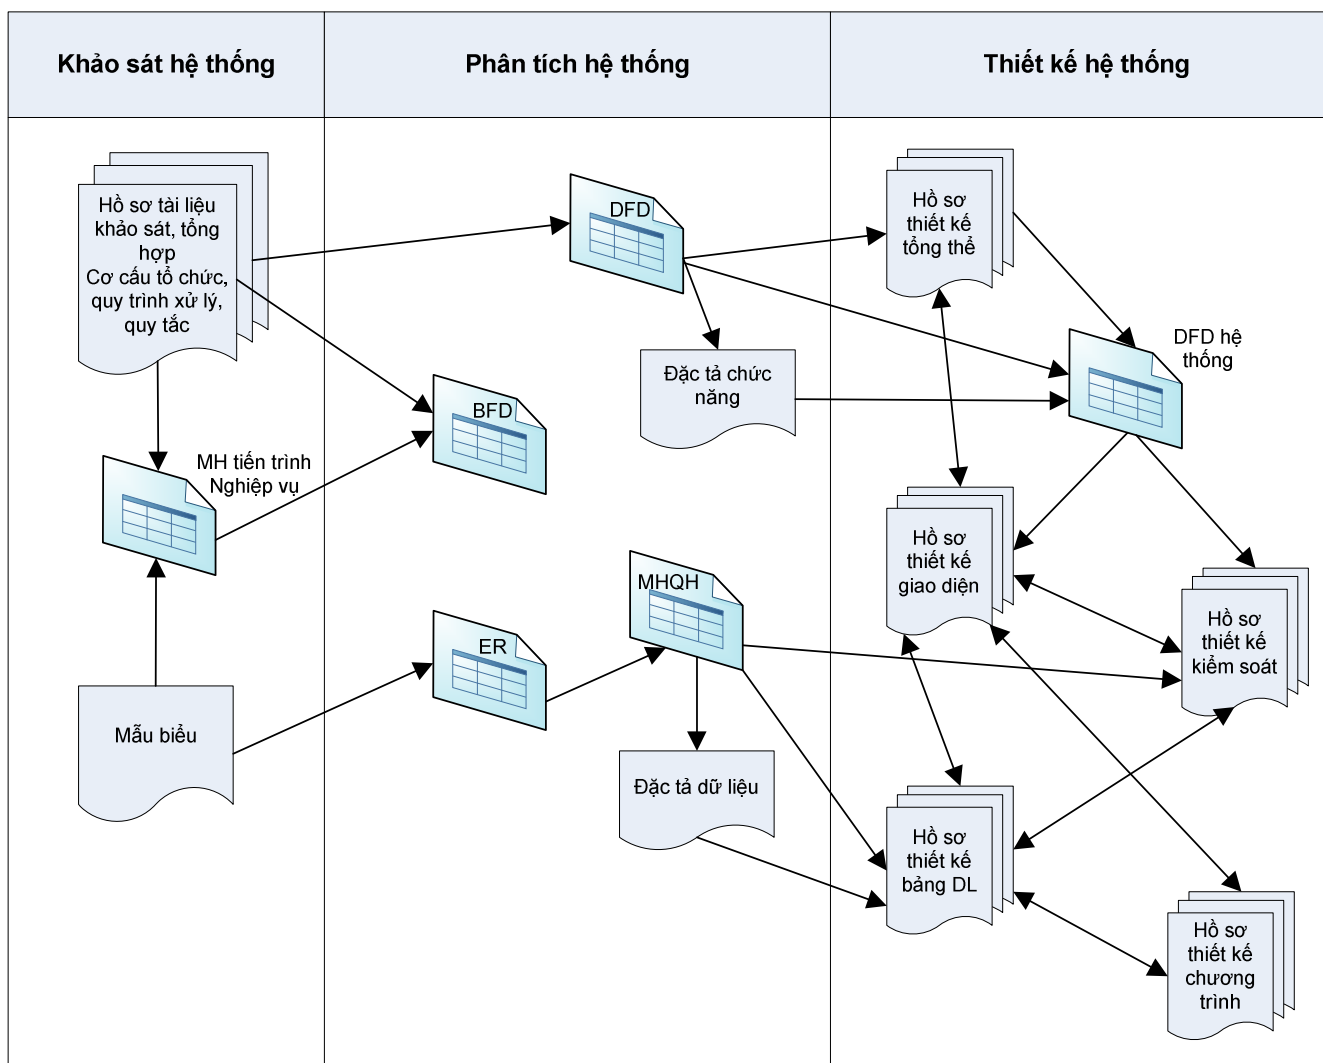 Khảo sát hệ thống
Phân tích hệ thống
Thiết kế hệ thống
Hồ sơ tài liệu
khảo sát, tổng
hợp
Cơ cấu tổ chức,
quy trình xử lý,
quy tắc
MH tiến trình
Nghiệp vụ
Mẫu biểu
DFD
Đặc tả chức
năng
BFD
MHQH
ER
Đặc tả dữ liệu
Hồ sơ
thiết kế
tổng thể
DFD hệ
thống
Hồ sơ
thiết kế
giao diện
Hồ sơ
thiết kế
kiểm soát
Hồ sơ
thiết kế
bảng DL
Hồ sơ
thiết kế
chương
trình